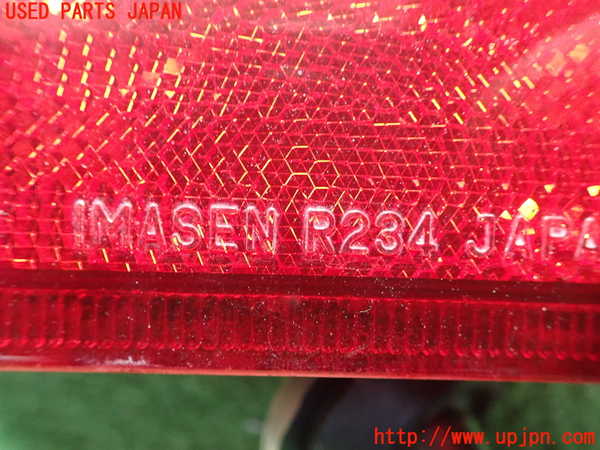 USED PARTS JAPAN
IMASEN R234 JAPA
http://www.upjpn.com/